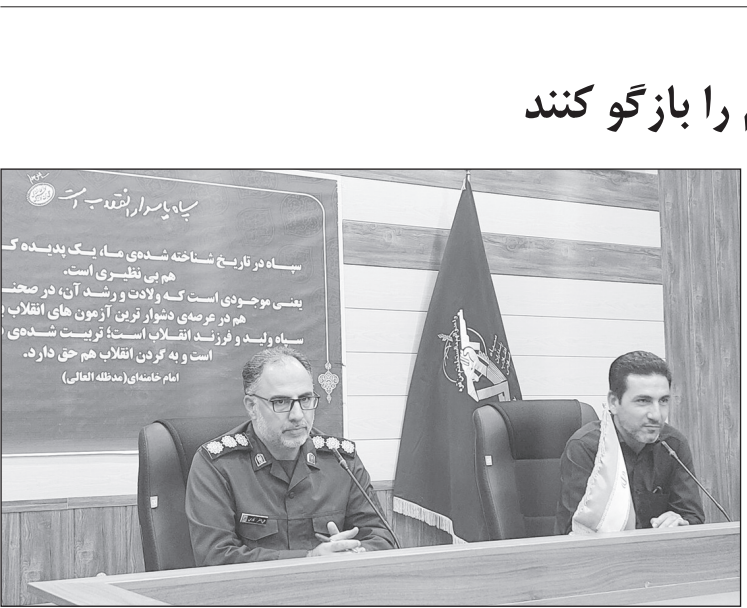 را بازگو کنند
سپاه پاسدار انقلاب است
سپاه در تاریخ شناخته شده‌ی ما، یک پدیده
هم بی نظیری است.
یعنی موجودی است که ولادت و رشد آن، در
هم در عرصه‌ی دشوار ترین آزمون های انقلاب
سپاه ولید و فرزند انقلاب است؛ تربیت شده‌ی
است و به گردن انقلاب هم حق دارد.
امام خامنه‌ای(مدظله العالی)